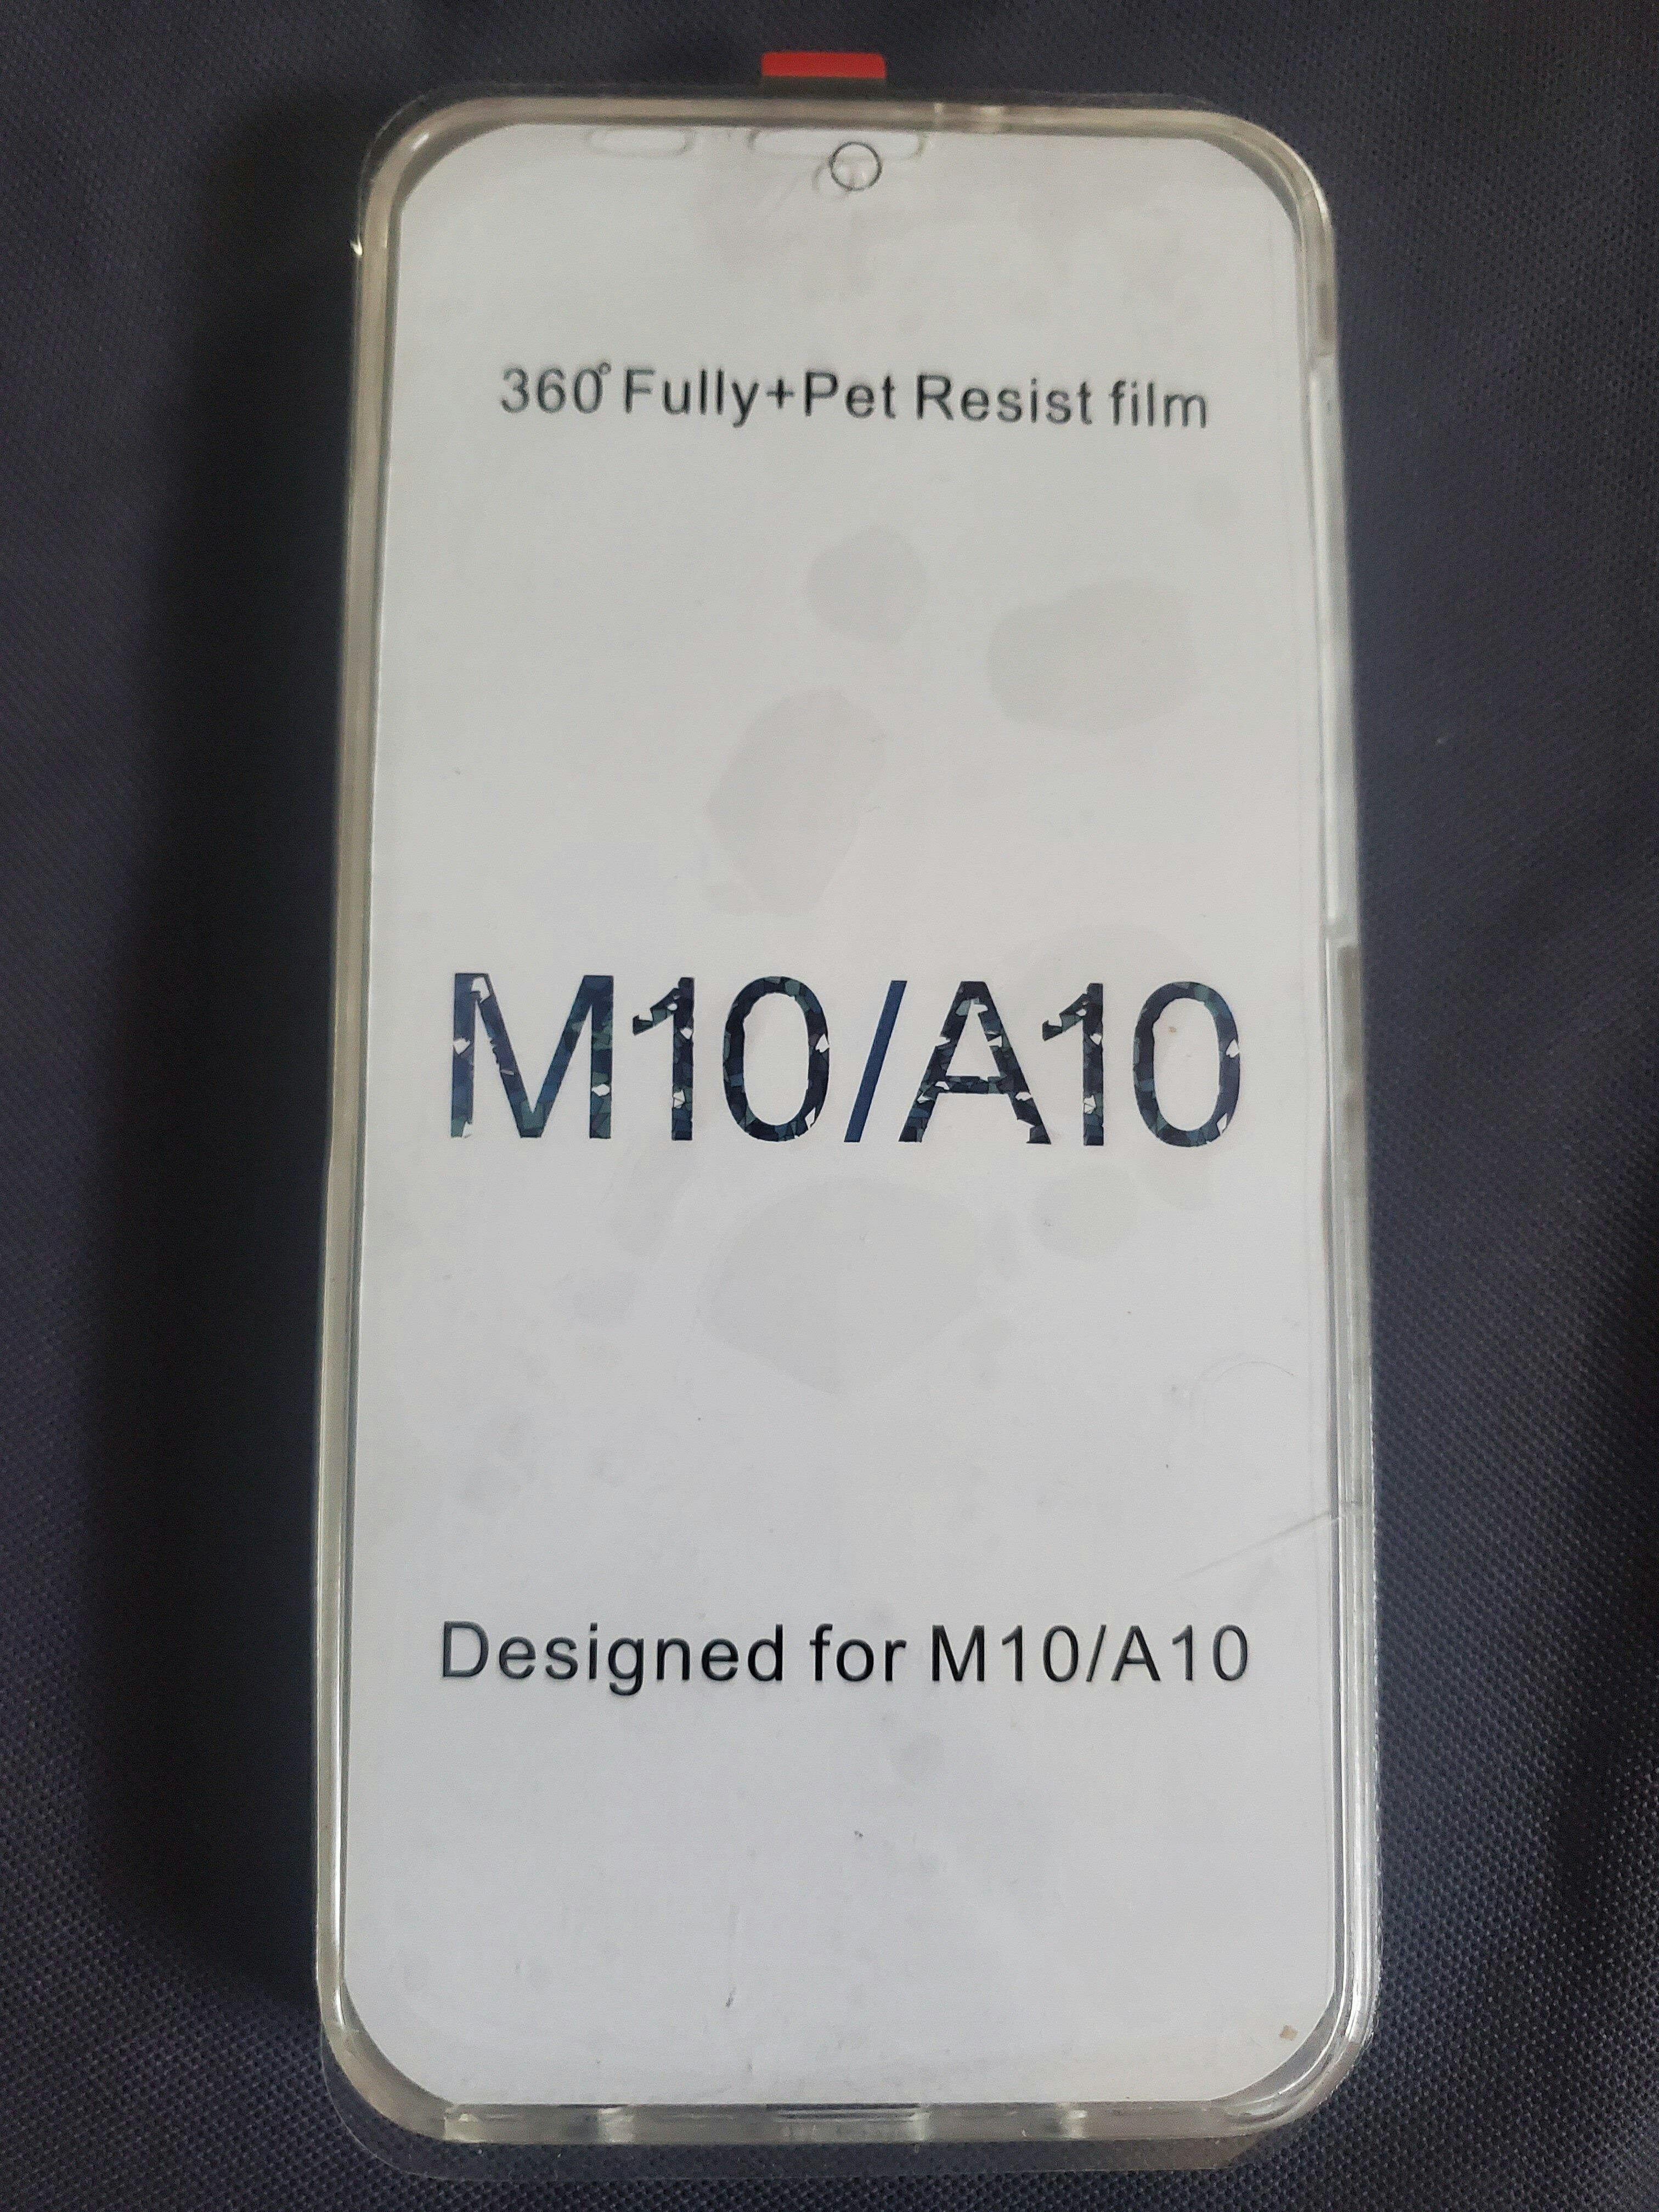 360° Fully+Pet Resist film
M10/A10
Designed for M10/A10